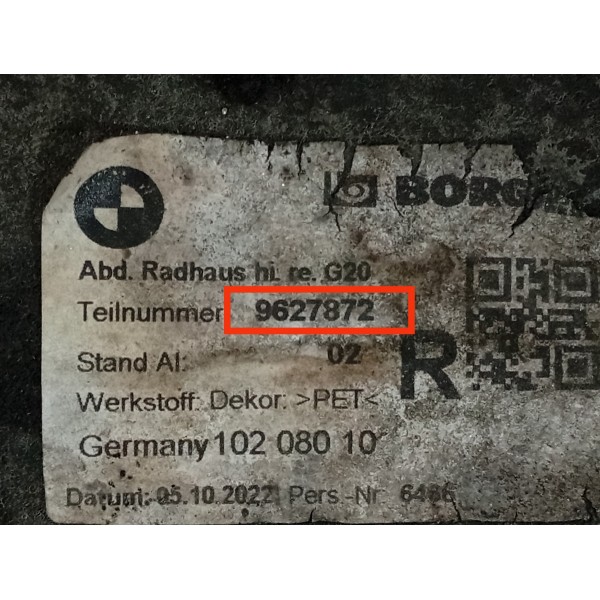 BORG
Abd. Radhaus hi. re. G20
Teilnummer 9627872
Stand AI: 02
R
Werkstoff: Dekor: >PET<
Germany 102 080 10
Datum: 05.10.2022 Pers.-Nr 6466